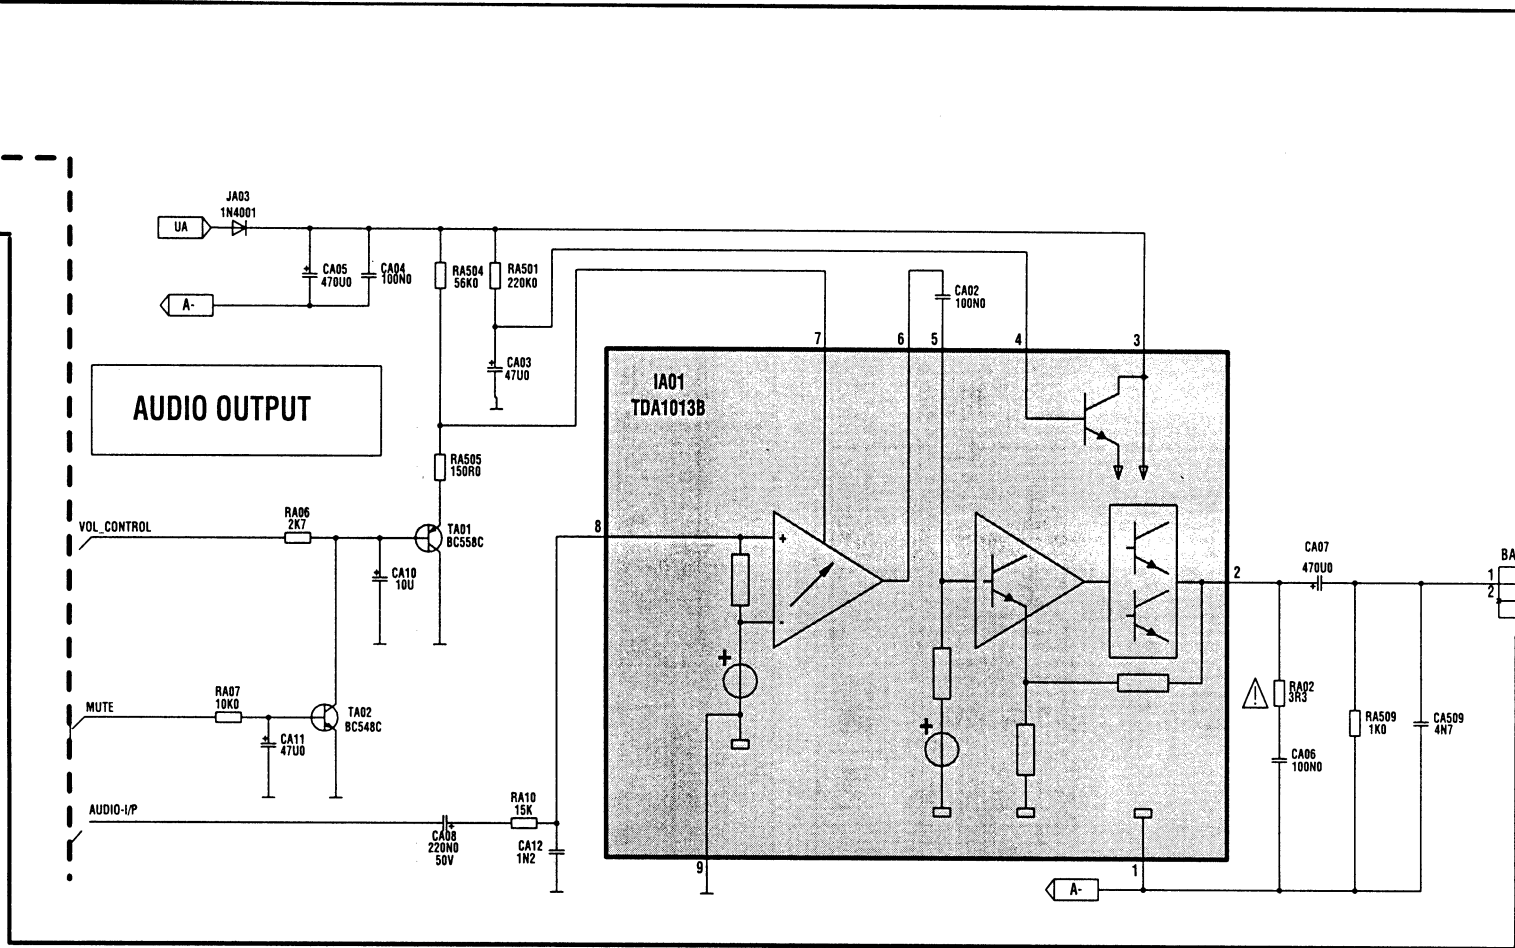 JA03
1N4001
UA
CA05
470U0
CA04
100N0
RA504
56K0
RA501
220K0
CA02
100N0
A-
7
6
5
4
3
CA03
47U0
IA01
TDA1013B
AUDIO OUTPUT
RA505
150R0
RA06
2K7
VOL_CONTROL
TA01
BC558C
8
+
CA10
10U
-
+
2
CA07
470U0
BA
1
2
RA07
10K0
MUTE
TA02
BC548C
CA11
47U0
+
RA02
3R3
RA509
1K0
CA509
4N7
CA06
100N0
AUDIO-I/P
RA10
15K
CA08
220N0
50V
CA12
1N2
9
1
A-